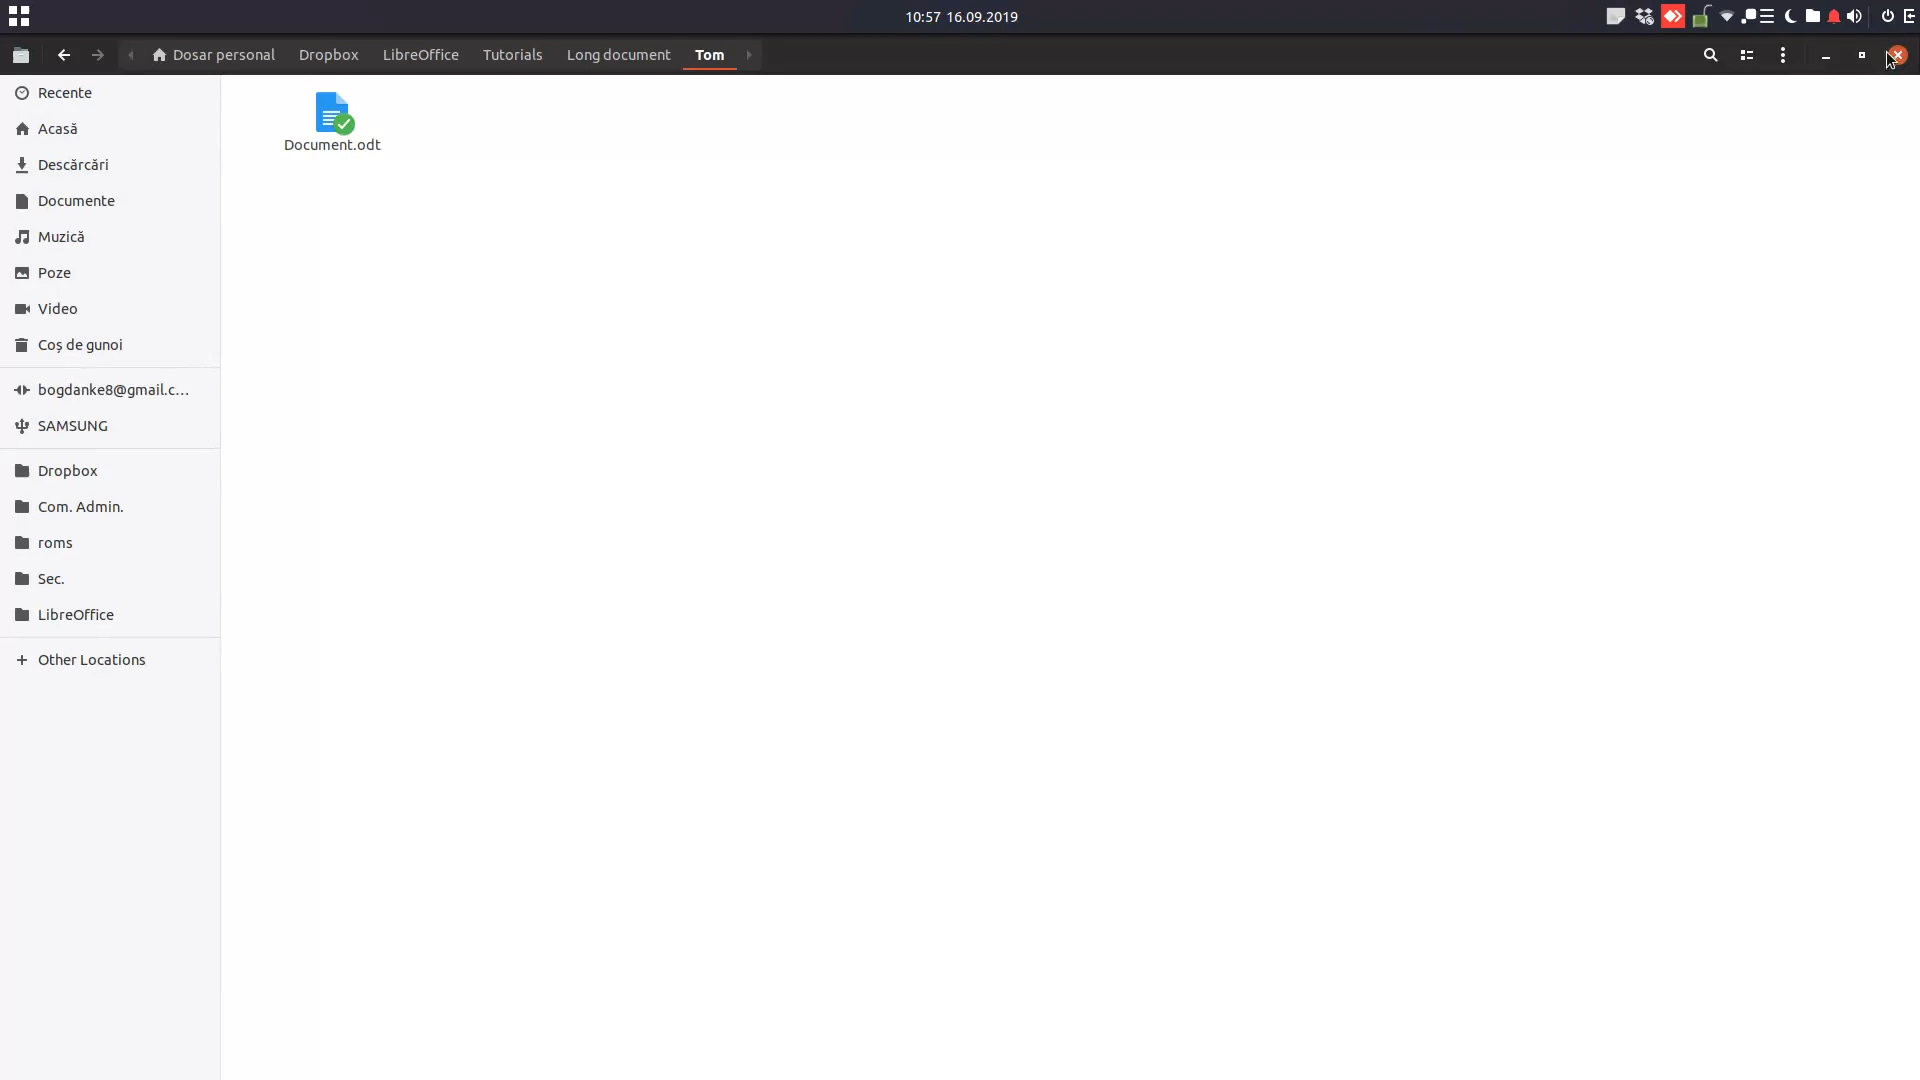 10:57 16.09.2019
Dosar personal Dropbox LibreOffice Tutorials Long document Tom
Recente
Acasă
Descărcări
Documente
Muzică
Poze
Video
Coș de gunoi
bogdanke8@gmail.c...
SAMSUNG
Dropbox
Com. Admin.
roms
Sec.
LibreOffice
Other Locations
Document.odt